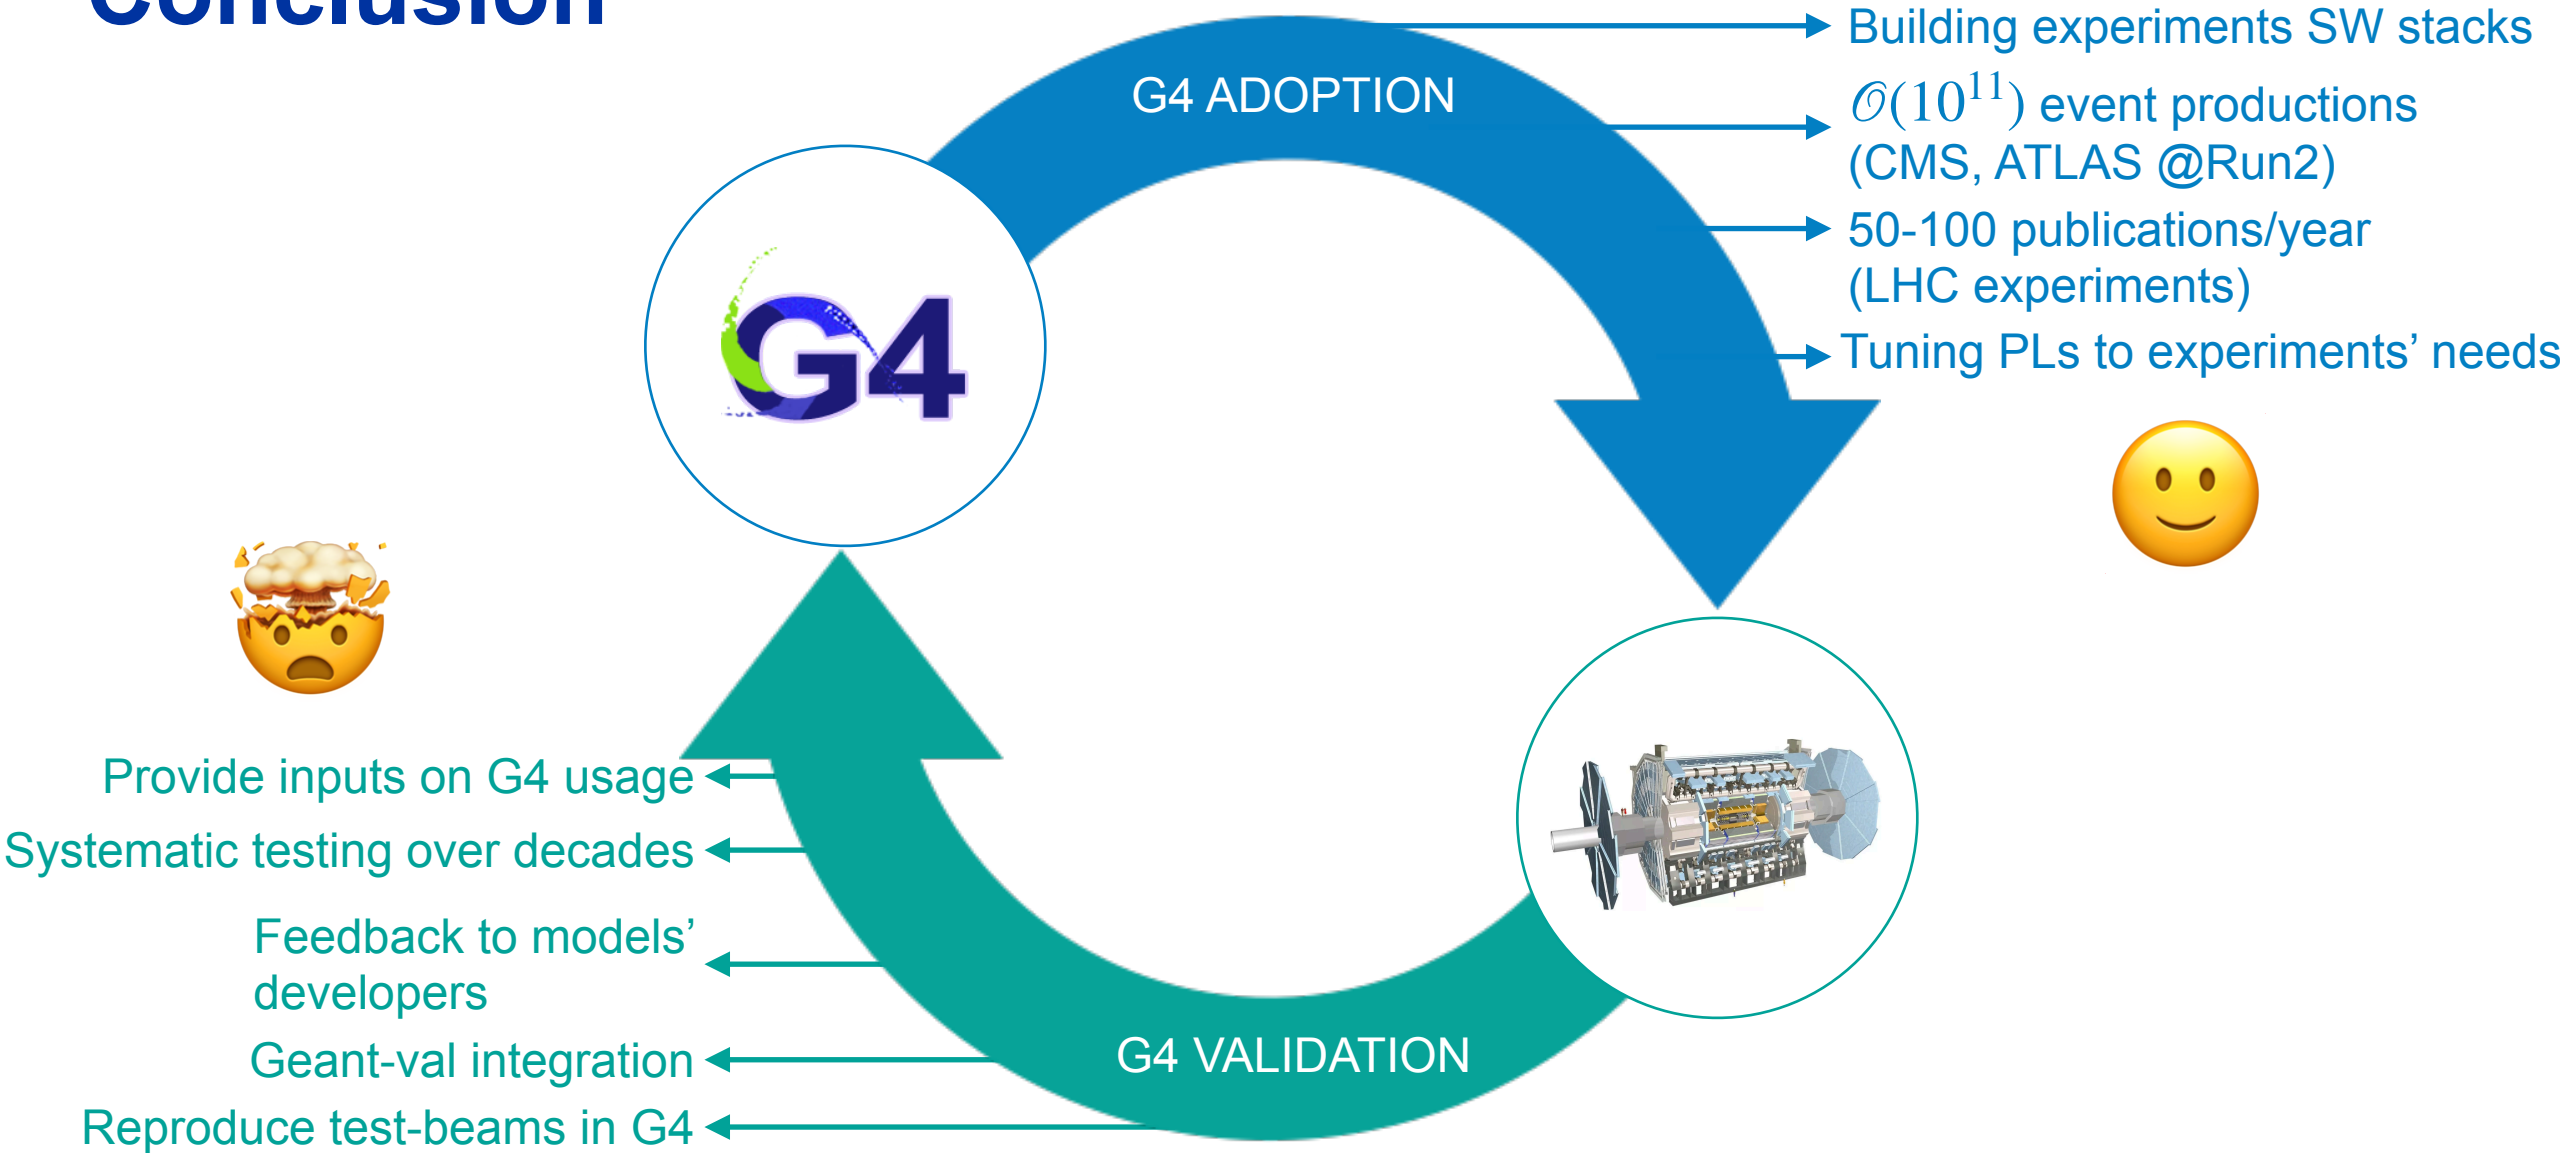 Conclusion
G4 ADOPTION
Building experiments SW stacks
𝒪(10¹¹) event productions
(CMS, ATLAS @Run2)
50-100 publications/year
(LHC experiments)
Tuning PLs to experiments’ needs
G4
Provide inputs on G4 usage
Systematic testing over decades
Feedback to models’
developers
Geant-val integration
Reproduce test-beams in G4
G4 VALIDATION